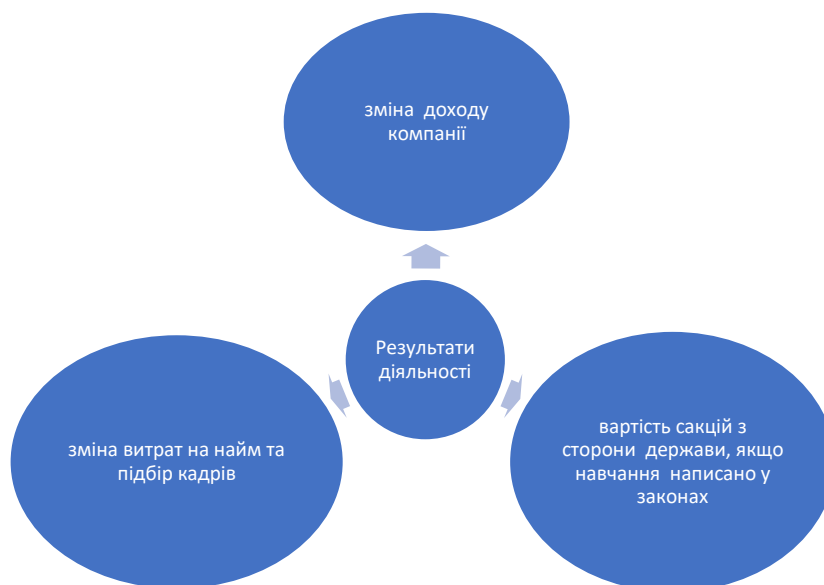 зміна доходу
компанії
Результати
діяльності
зміна витрат на найм та
підбір кадрів
вартість сакцій з
сторони держави, якщо
навчання написано у
законах